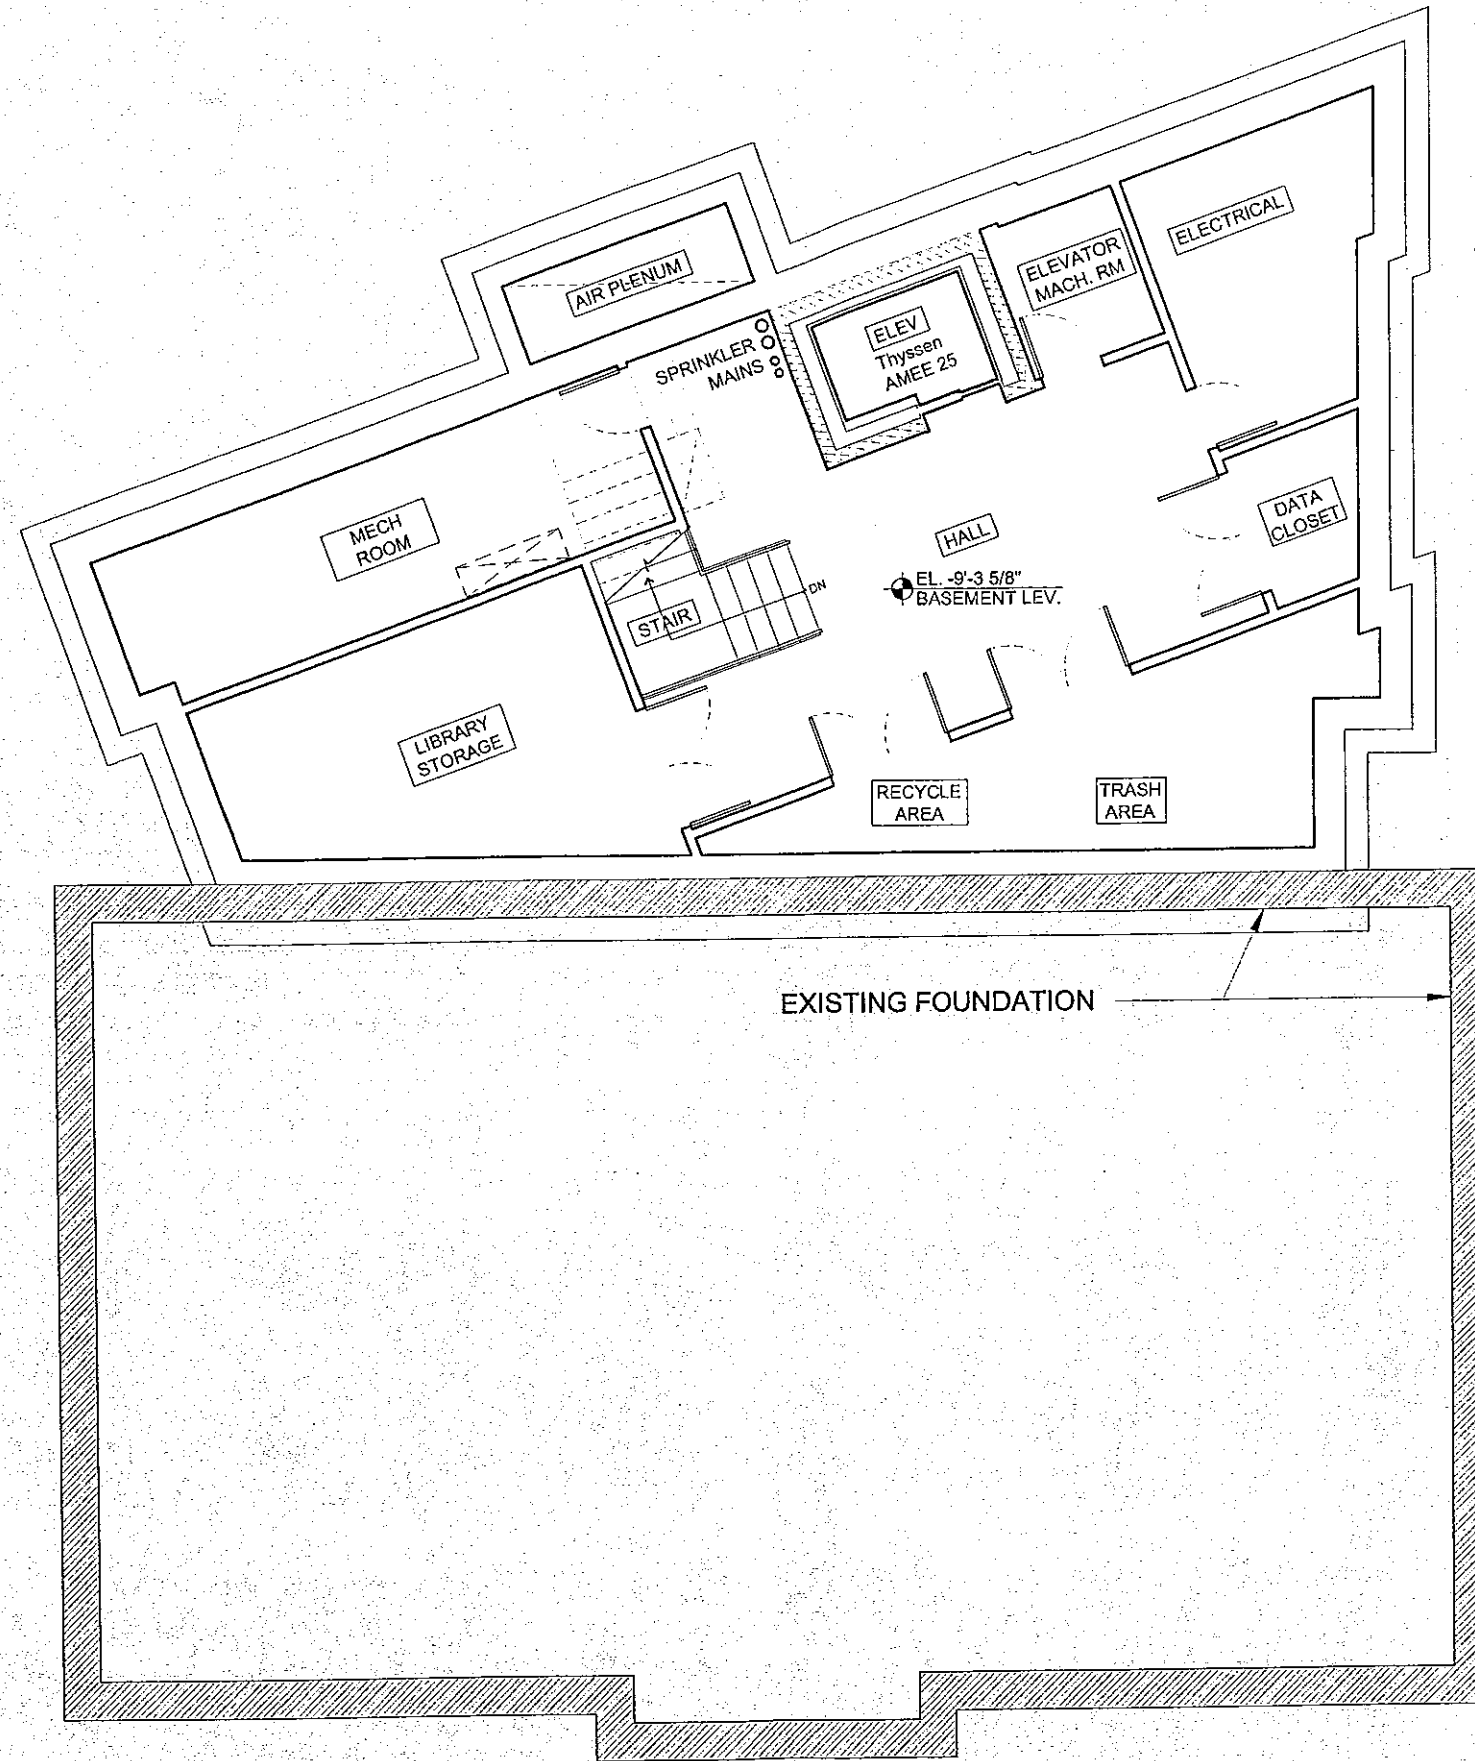 ELECTRICAL
ELEVATOR
MACH. RM
AIR PLENUM
ELEV
Thyssen
AMEE 25
SPRINKLER
MAINS
DATA
CLOSET
MECH
ROOM
HALL
EL. -9'-3 5/8"
BASEMENT LEV.
DN
STAIR
LIBRARY
STORAGE
RECYCLE
AREA
TRASH
AREA
EXISTING FOUNDATION